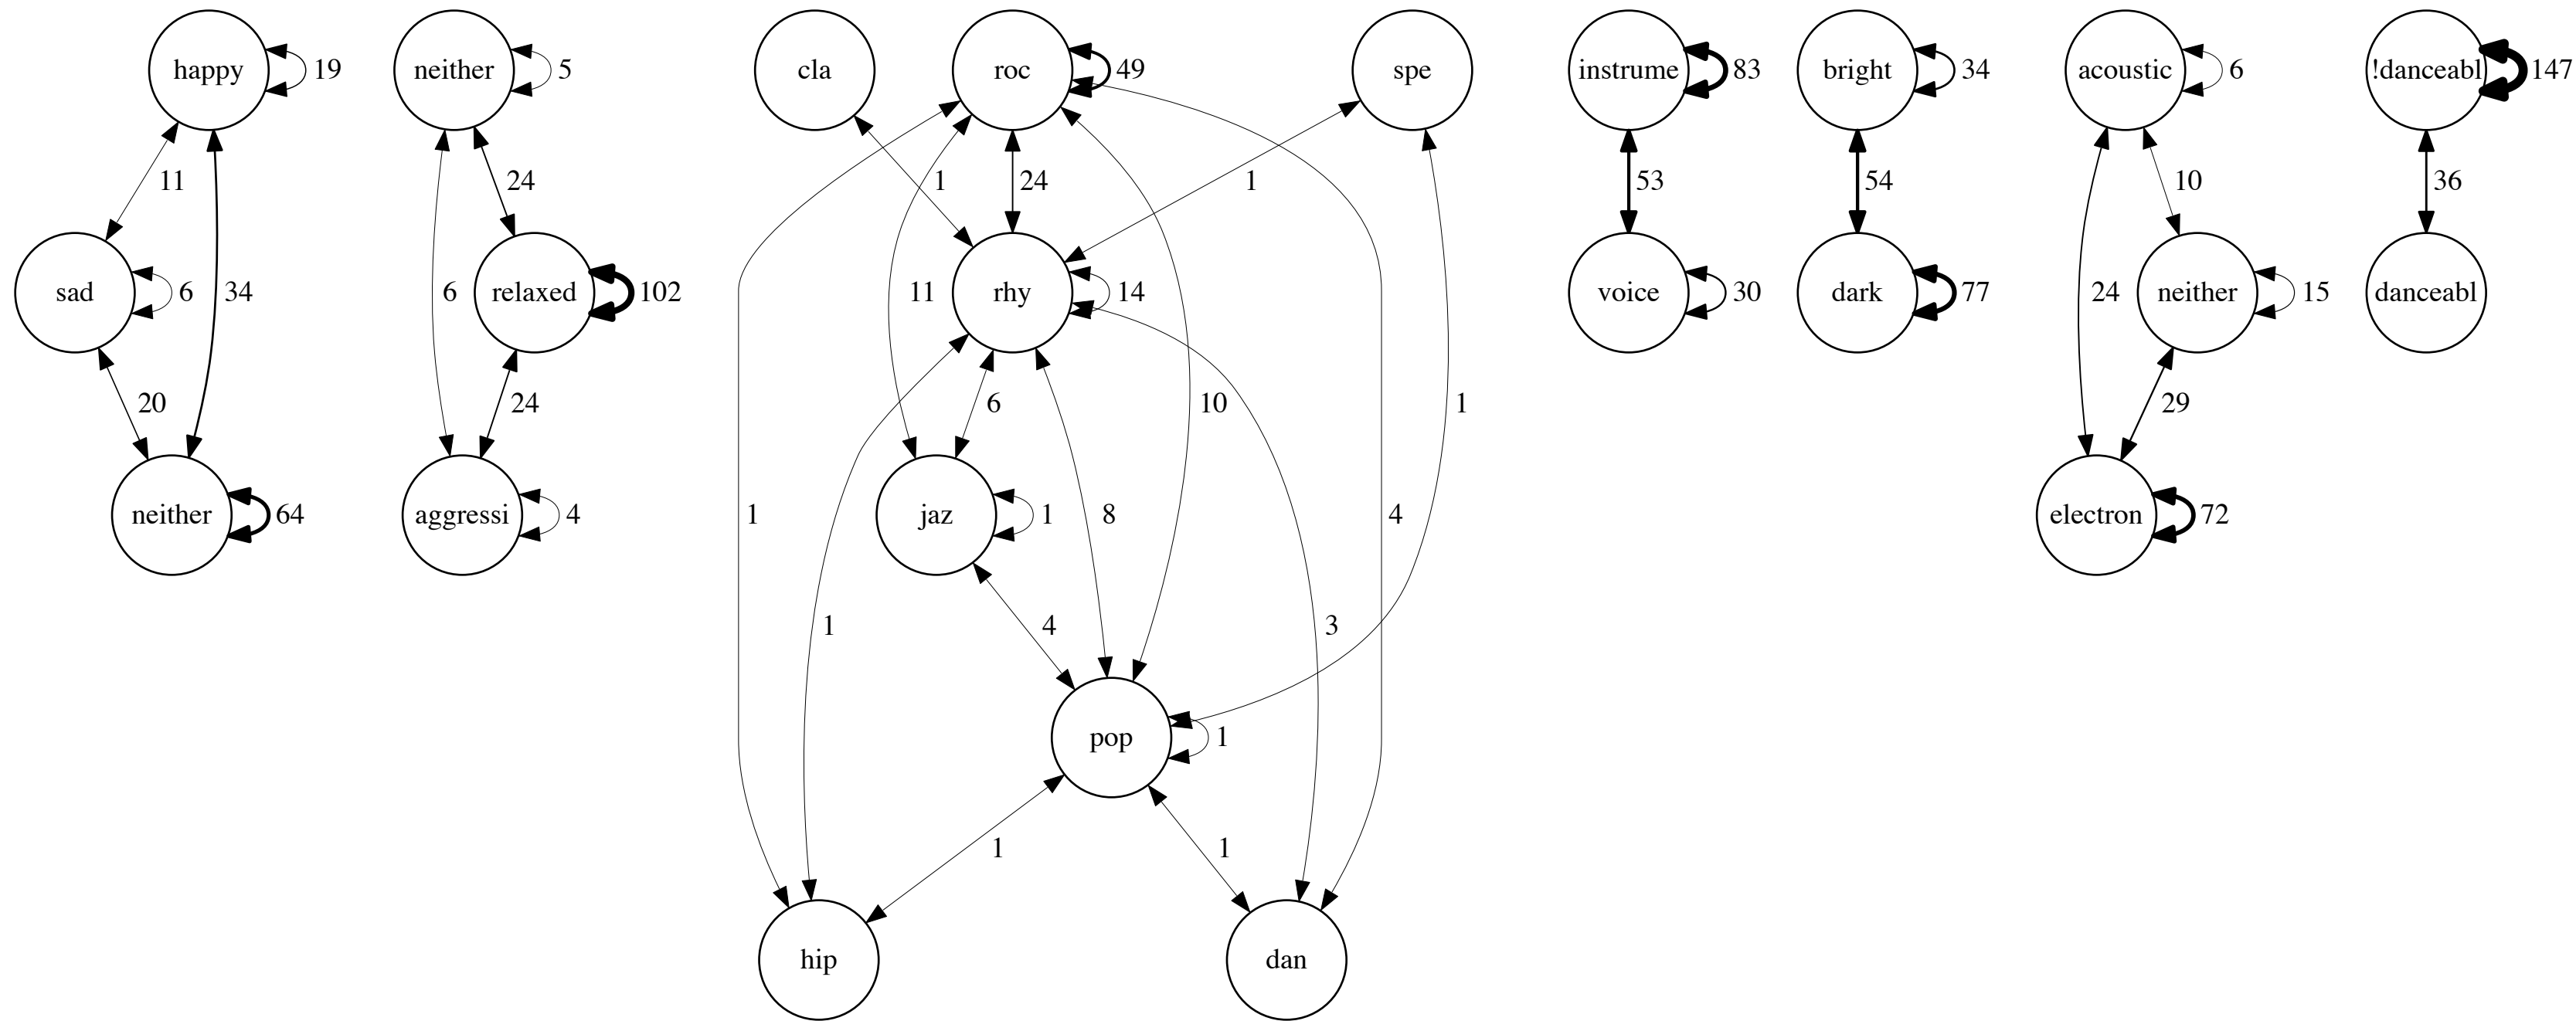 happy
19
neither
5
cla
roc
49
spe
instrume
83
bright
34
acoustic
6
!danceabl
147
11
24
1
24
1
53
54
10
36
sad
6
34
6
relaxed
102
11
rhy
14
voice
30
dark
77
24
neither
15
danceabl
20
24
6
10
1
29
neither
64
aggressi
4
1
jaz
1
8
4
electron
72
1
4
3
pop
1
1
1
hip
dan